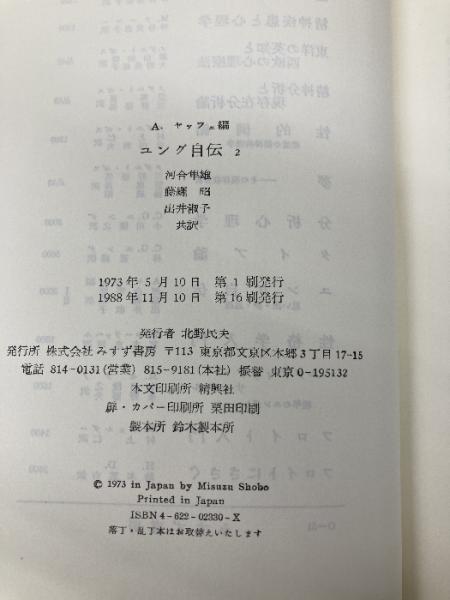 A. ヤッフェ編
ユング自伝 2
河合隼雄
藤繩 昭
出井淑子
共訳
1973年5月10日 第1刷発行
1988年11月10日 第16刷発行
発行者 北野民夫
発行所 株式会社みすず書房 〒113 東京都文京区本郷3丁目17-15
電話 814-0131(営業) 815-9181(本社) 振替 東京0-195132
本文印刷所 精興社
扉・カバー印刷所 栗田印刷
製本所 鈴木製本所
© 1973 in Japan by Misuzu Shobo
Printed in Japan
ISBN4-622-02330-X
落丁・乱丁本はお取替えいたします